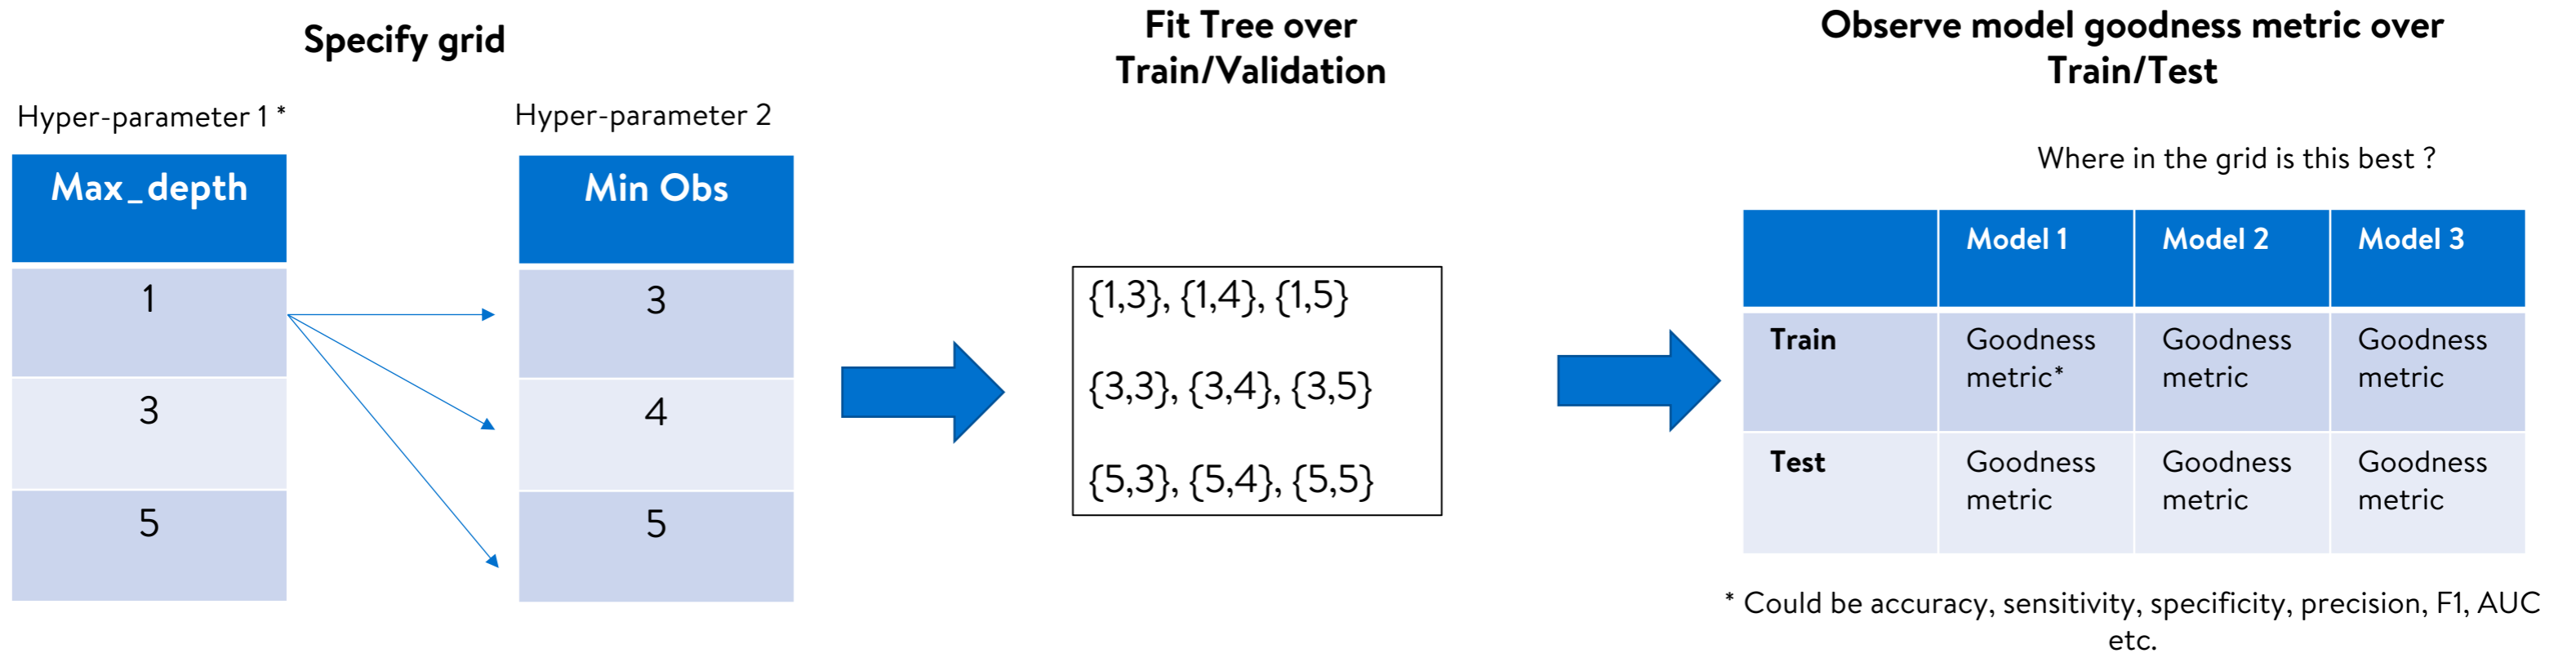 Specify grid
Hyper-parameter 1 *
Hyper-parameter 2
Max_depth
1
3
5
Min Obs
3
4
5
Fit Tree over
Train/Validation
{1,3}, {1,4}, {1,5}
{3,3}, {3,4}, {3,5}
{5,3}, {5,4}, {5,5}
Observe model goodness metric over
Train/Test
Where in the grid is this best ?
Model 1 Model 2 Model 3
Train Goodness Goodness Goodness
metric* metric metric
Test Goodness Goodness Goodness
metric metric metric
* Could be accuracy, sensitivity, specificity, precision, F1, AUC
etc.